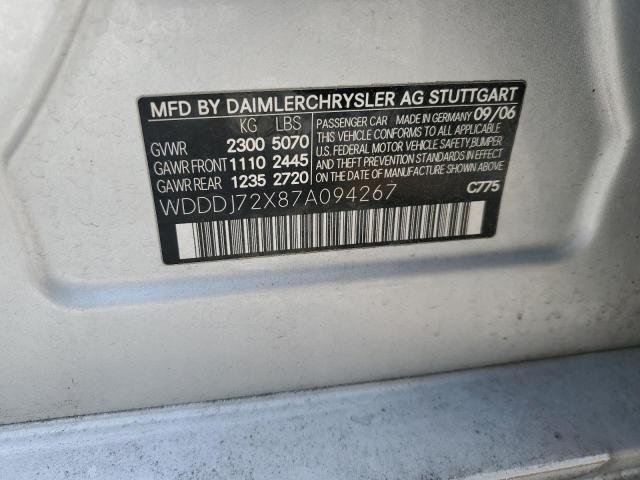 MFD BY DAIMLERCHRYSLER AG STUTTGART
KG LBS
GVWR 2300 5070
GAWR FRONT 1110 2445
GAWR REAR 1235 2720
PASSENGER CAR MADE IN GERMANY 09/06
THIS VEHICLE CONFORMS TO ALL APPLICABLE
U.S. FEDERAL MOTOR VEHICLE SAFETY, BUMPER
AND THEFT PREVENTION STANDARDS IN EFFECT
ON THE DATE OF MANUFACTURE SHOWN ABOVE.
WDDDJ72X87A094267 C775